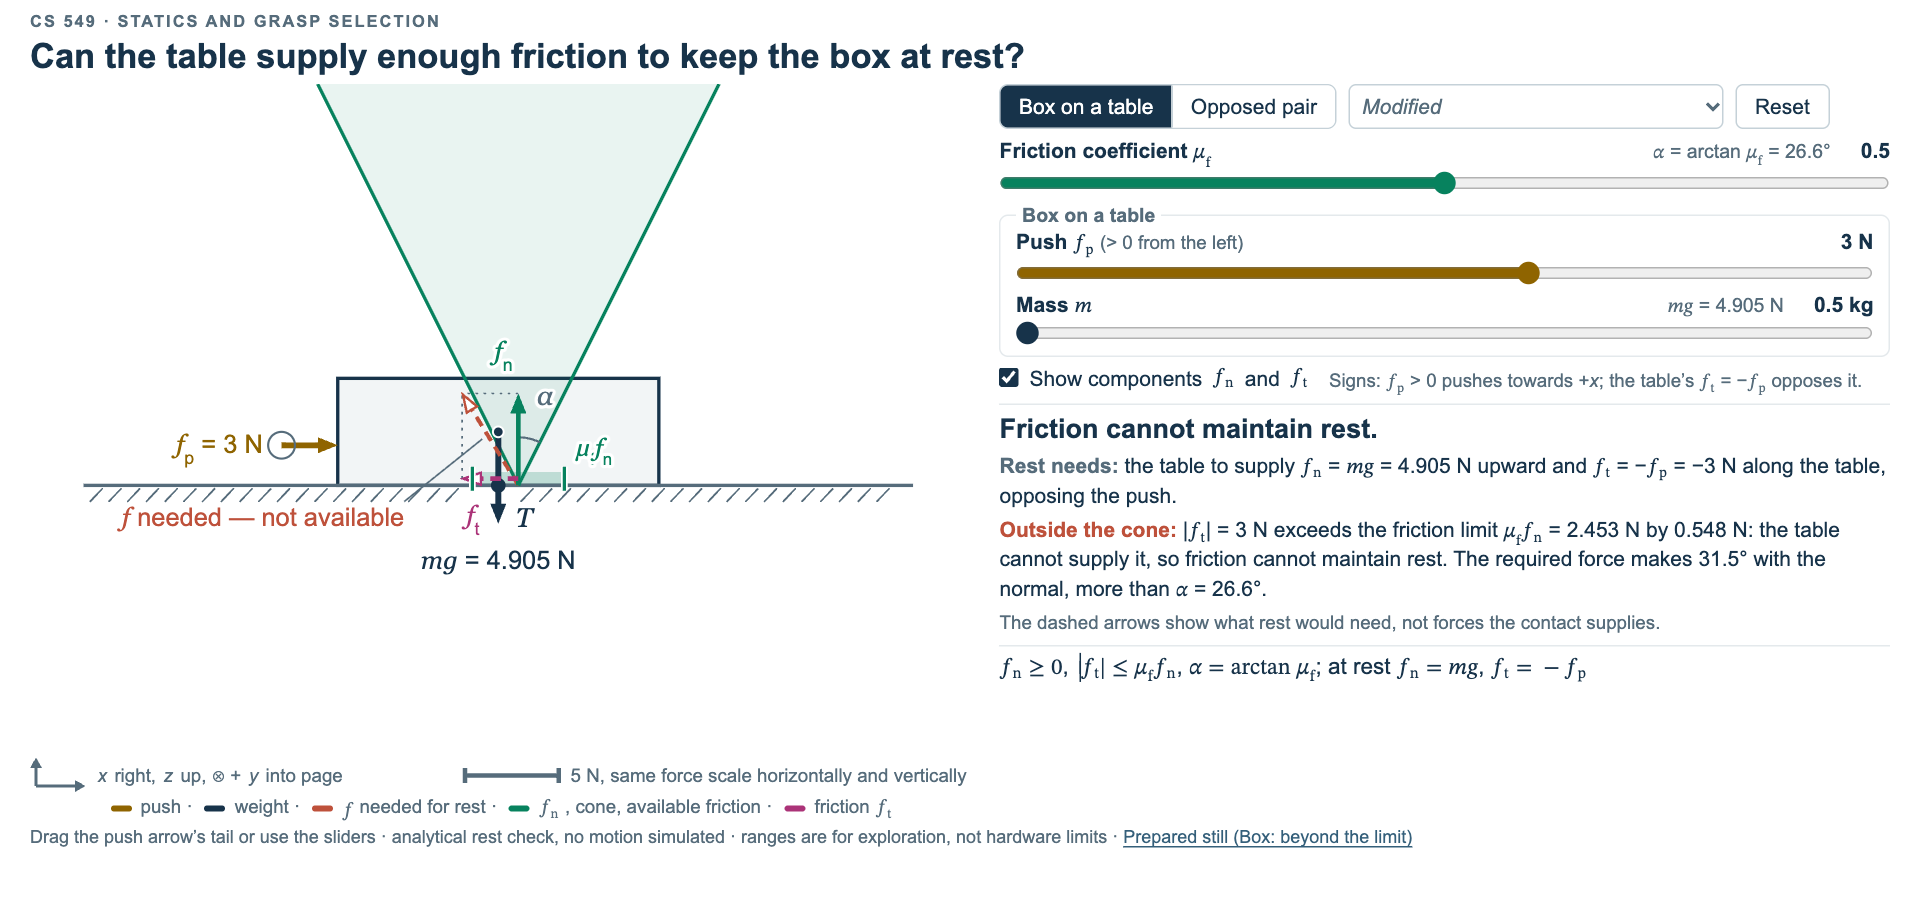 CS 549 · STATICS AND GRASP SELECTION
Can the table supply enough friction to keep the box at rest?
Box on a table
Opposed pair
Modified
Reset
Friction coefficient μf
α = arctan μf = 26.6°
0.5
Box on a table
Push fp (> 0 from the left)
3 N
Mass m
mg = 4.905 N
0.5 kg
Show components fn and ft
Signs: fp > 0 pushes towards +x; the table’s ft = −fp opposes it.
Friction cannot maintain rest.
Rest needs: the table to supply fn = mg = 4.905 N upward and ft = −fp = −3 N along the table,
opposing the push.
Outside the cone: |ft| = 3 N exceeds the friction limit μffn = 2.453 N by 0.548 N: the table
cannot supply it, so friction cannot maintain rest. The required force makes 31.5° with the
normal, more than α = 26.6°.
The dashed arrows show what rest would need, not forces the contact supplies.
fn ≥ 0, |ft| ≤ μffn, α = arctan μf; at rest fn = mg, ft = − fp
fn
α
fp = 3 N
μffn
f needed — not available
ft
T
mg = 4.905 N
x right, z up, ⊗ + y into page
5 N, same force scale horizontally and vertically
push · weight · f needed for rest · fn , cone, available friction · friction ft
Drag the push arrow’s tail or use the sliders · analytical rest check, no motion simulated · ranges are for exploration, not hardware limits · Prepared still (Box: beyond the limit)